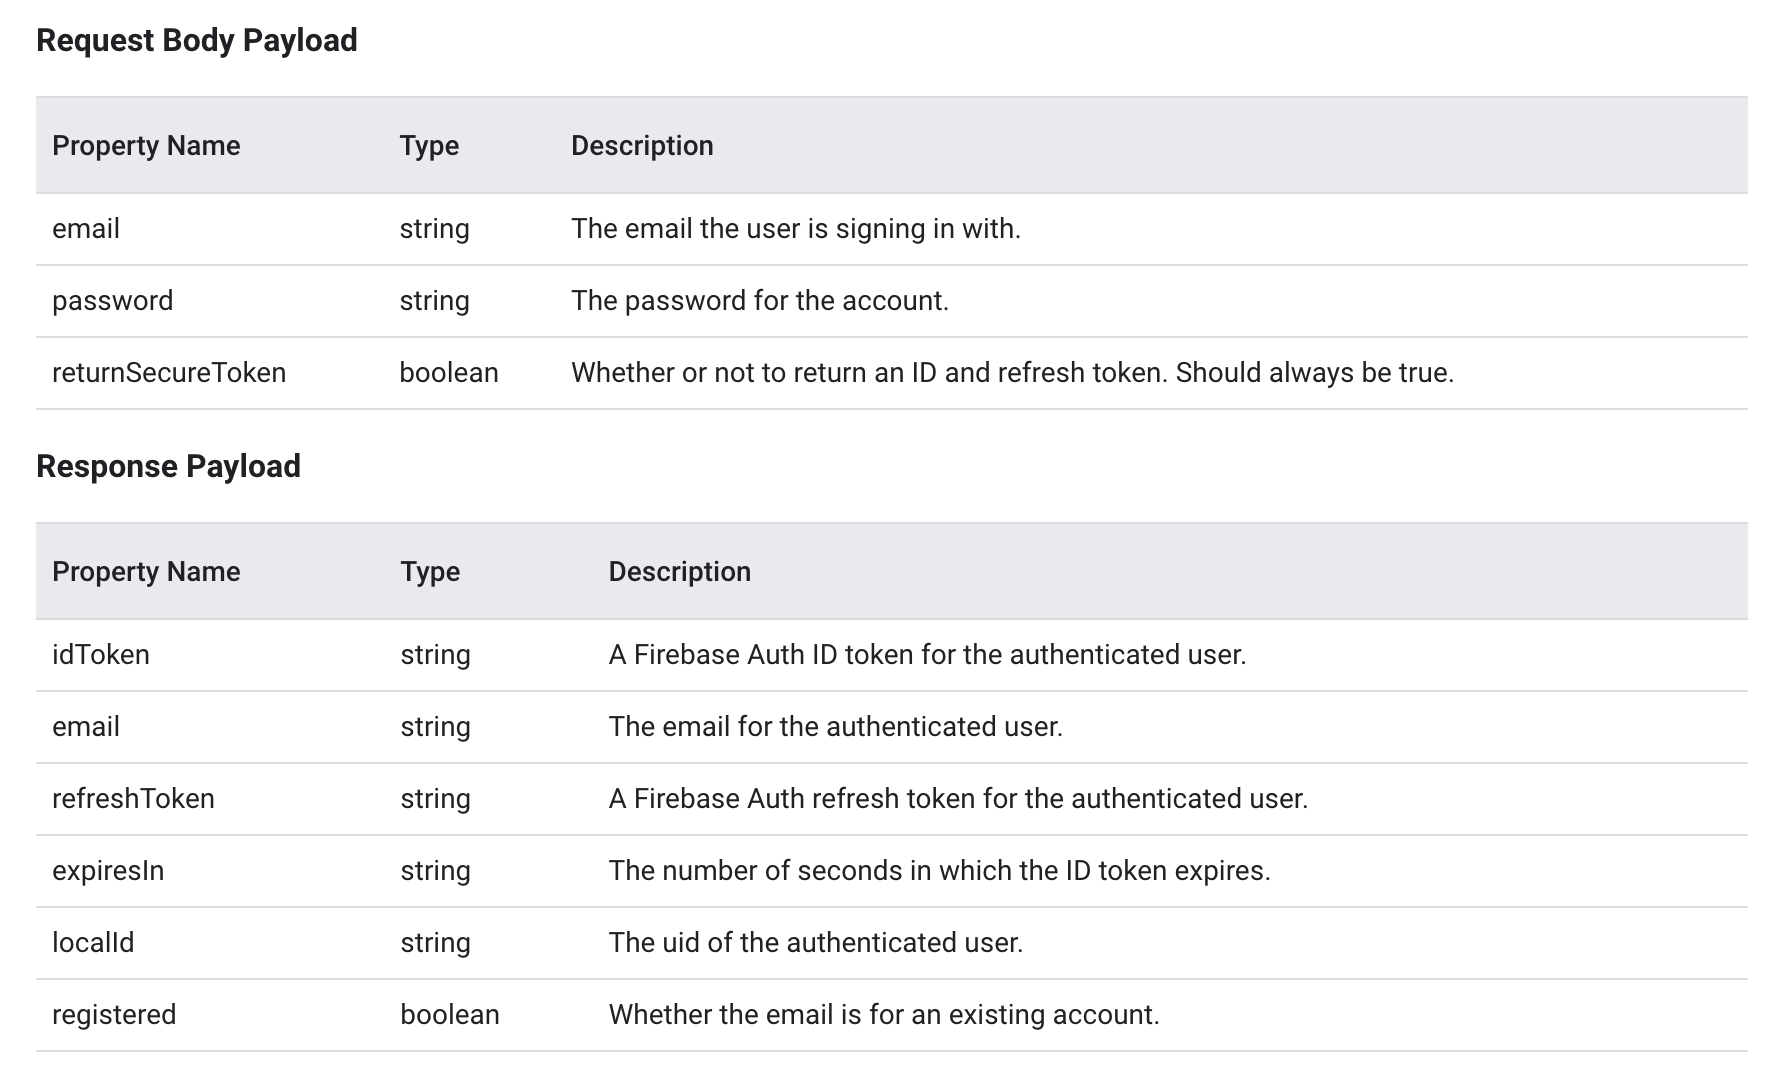 Request Body Payload
Property Name Type Description
email string The email the user is signing in with.
password string The password for the account.
returnSecureToken boolean Whether or not to return an ID and refresh token. Should always be true.
Response Payload
Property Name Type Description
idToken string A Firebase Auth ID token for the authenticated user.
email string The email for the authenticated user.
refreshToken string A Firebase Auth refresh token for the authenticated user.
expiresIn string The number of seconds in which the ID token expires.
localId string The uid of the authenticated user.
registered boolean Whether the email is for an existing account.